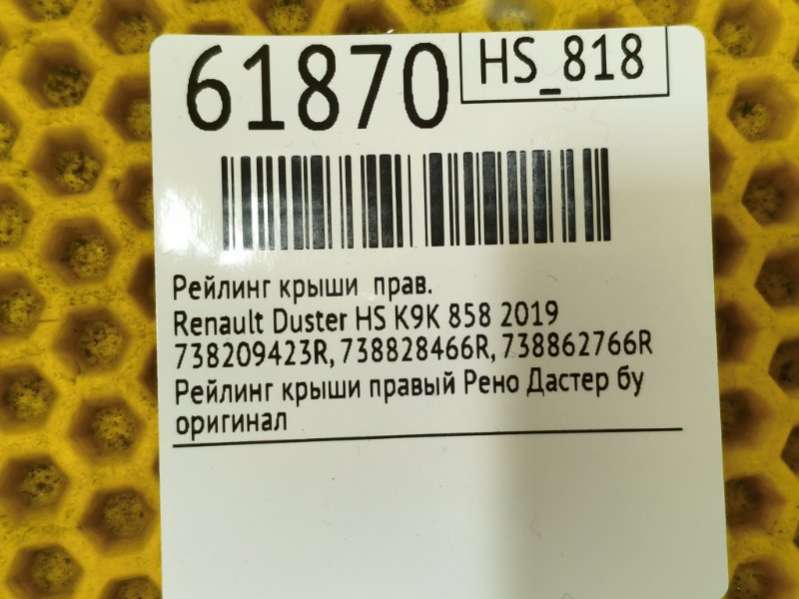 61870
HS_818
Рейлинг крыши прав.
Renault Duster HS K9K 858 2019
738209423R, 738828466R, 738862766R
Рейлинг крыши правый Рено Дастер бу
оригинал